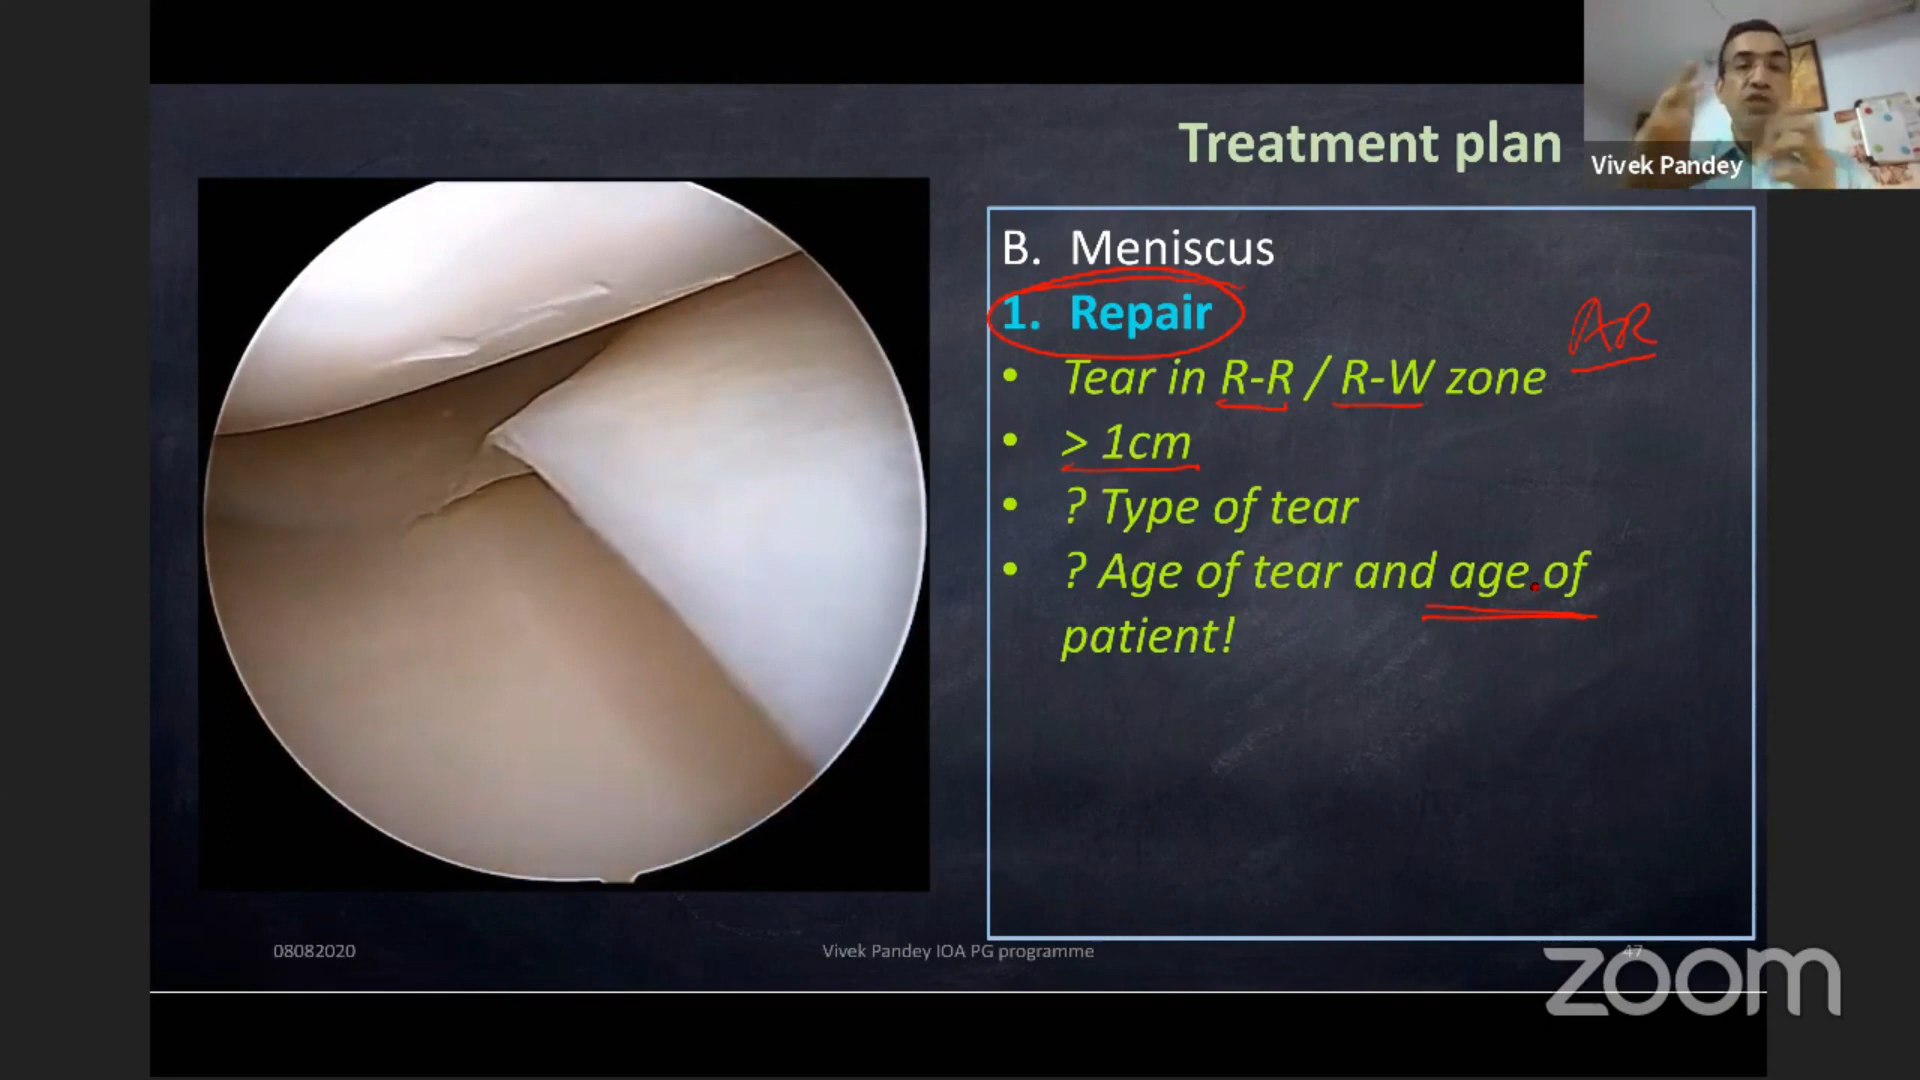 Treatment plan
Vivek Pandey
B. Meniscus
1. Repair
AR
• Tear in R-R / R-W zone
• > 1cm
• ? Type of tear
• ? Age of tear and age of
patient!
08082020
Vivek Pandey IOA PG programme
47
zoom